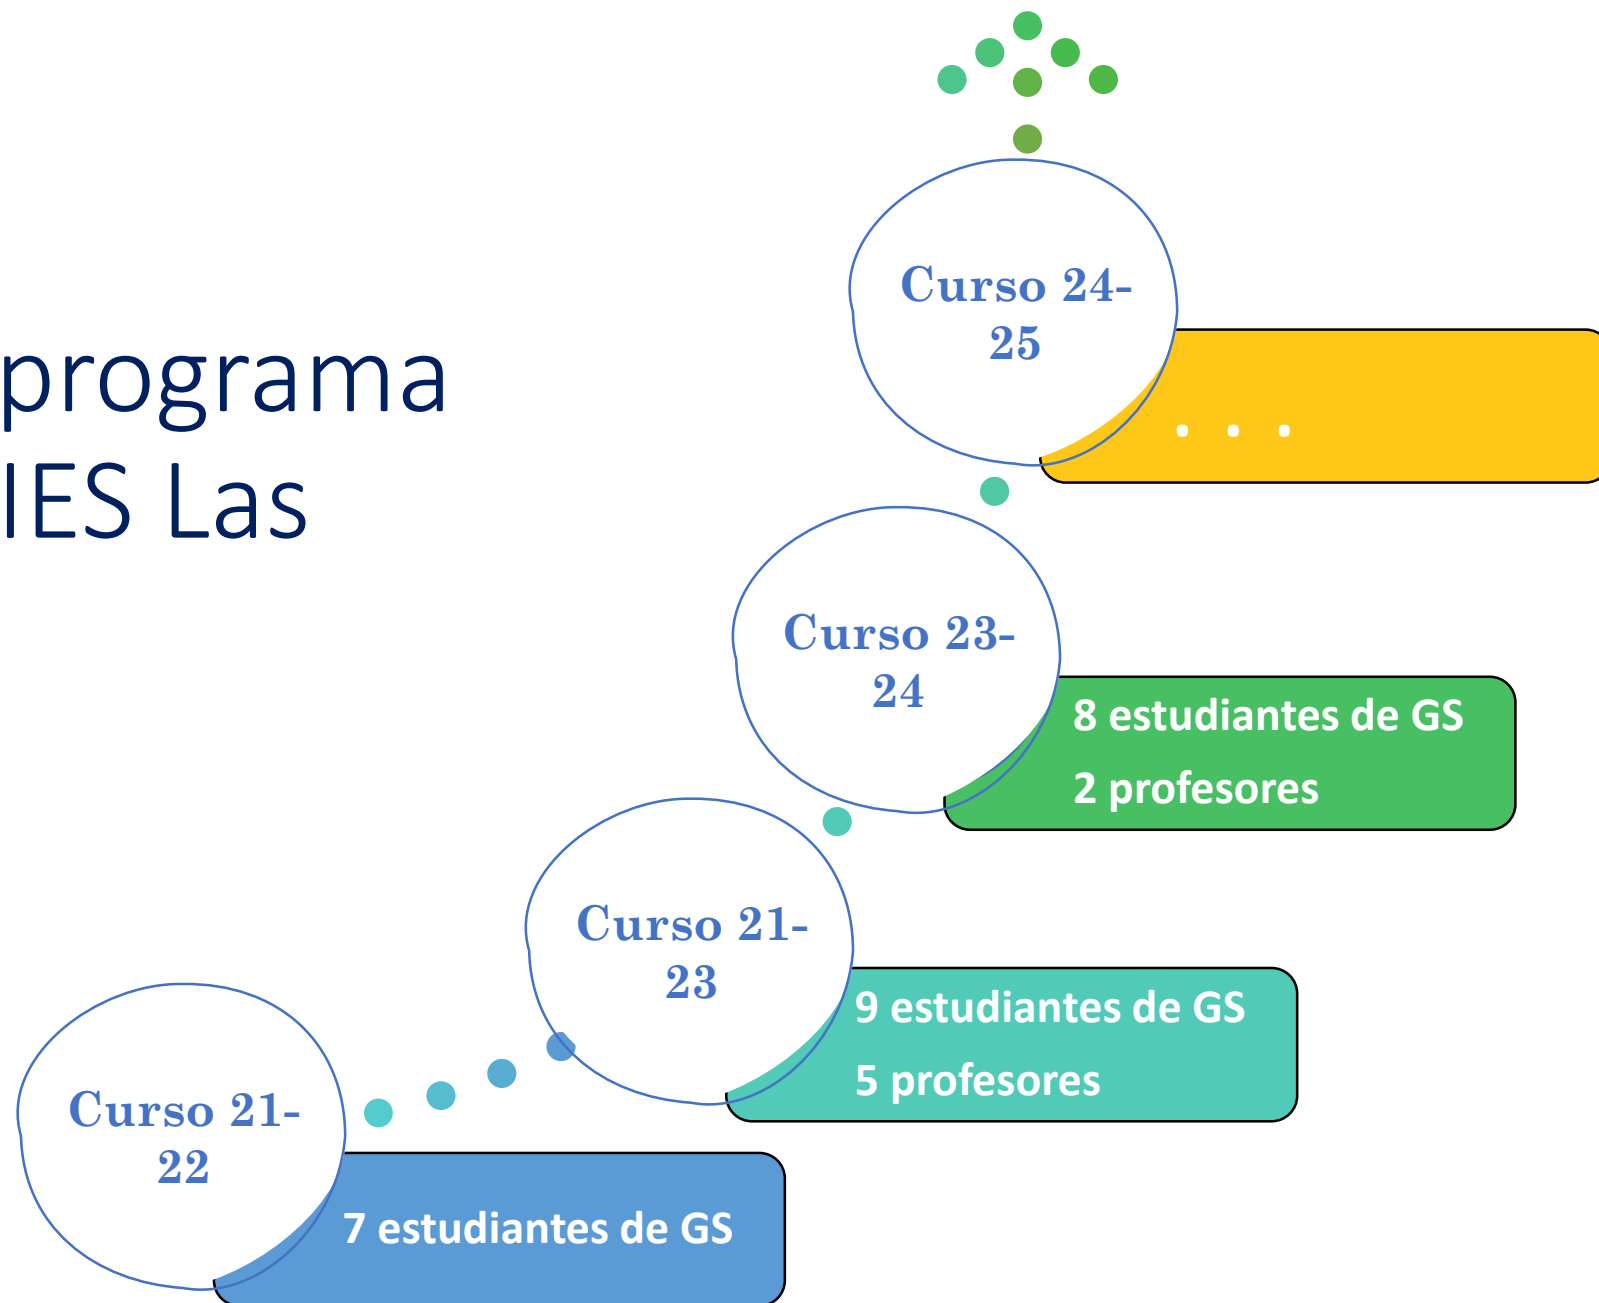 programa
IES Las
Curso 24-
25
. . .
Curso 23-
24
8 estudiantes de GS
2 profesores
Curso 21-
23
9 estudiantes de GS
5 profesores
Curso 21-
22
7 estudiantes de GS